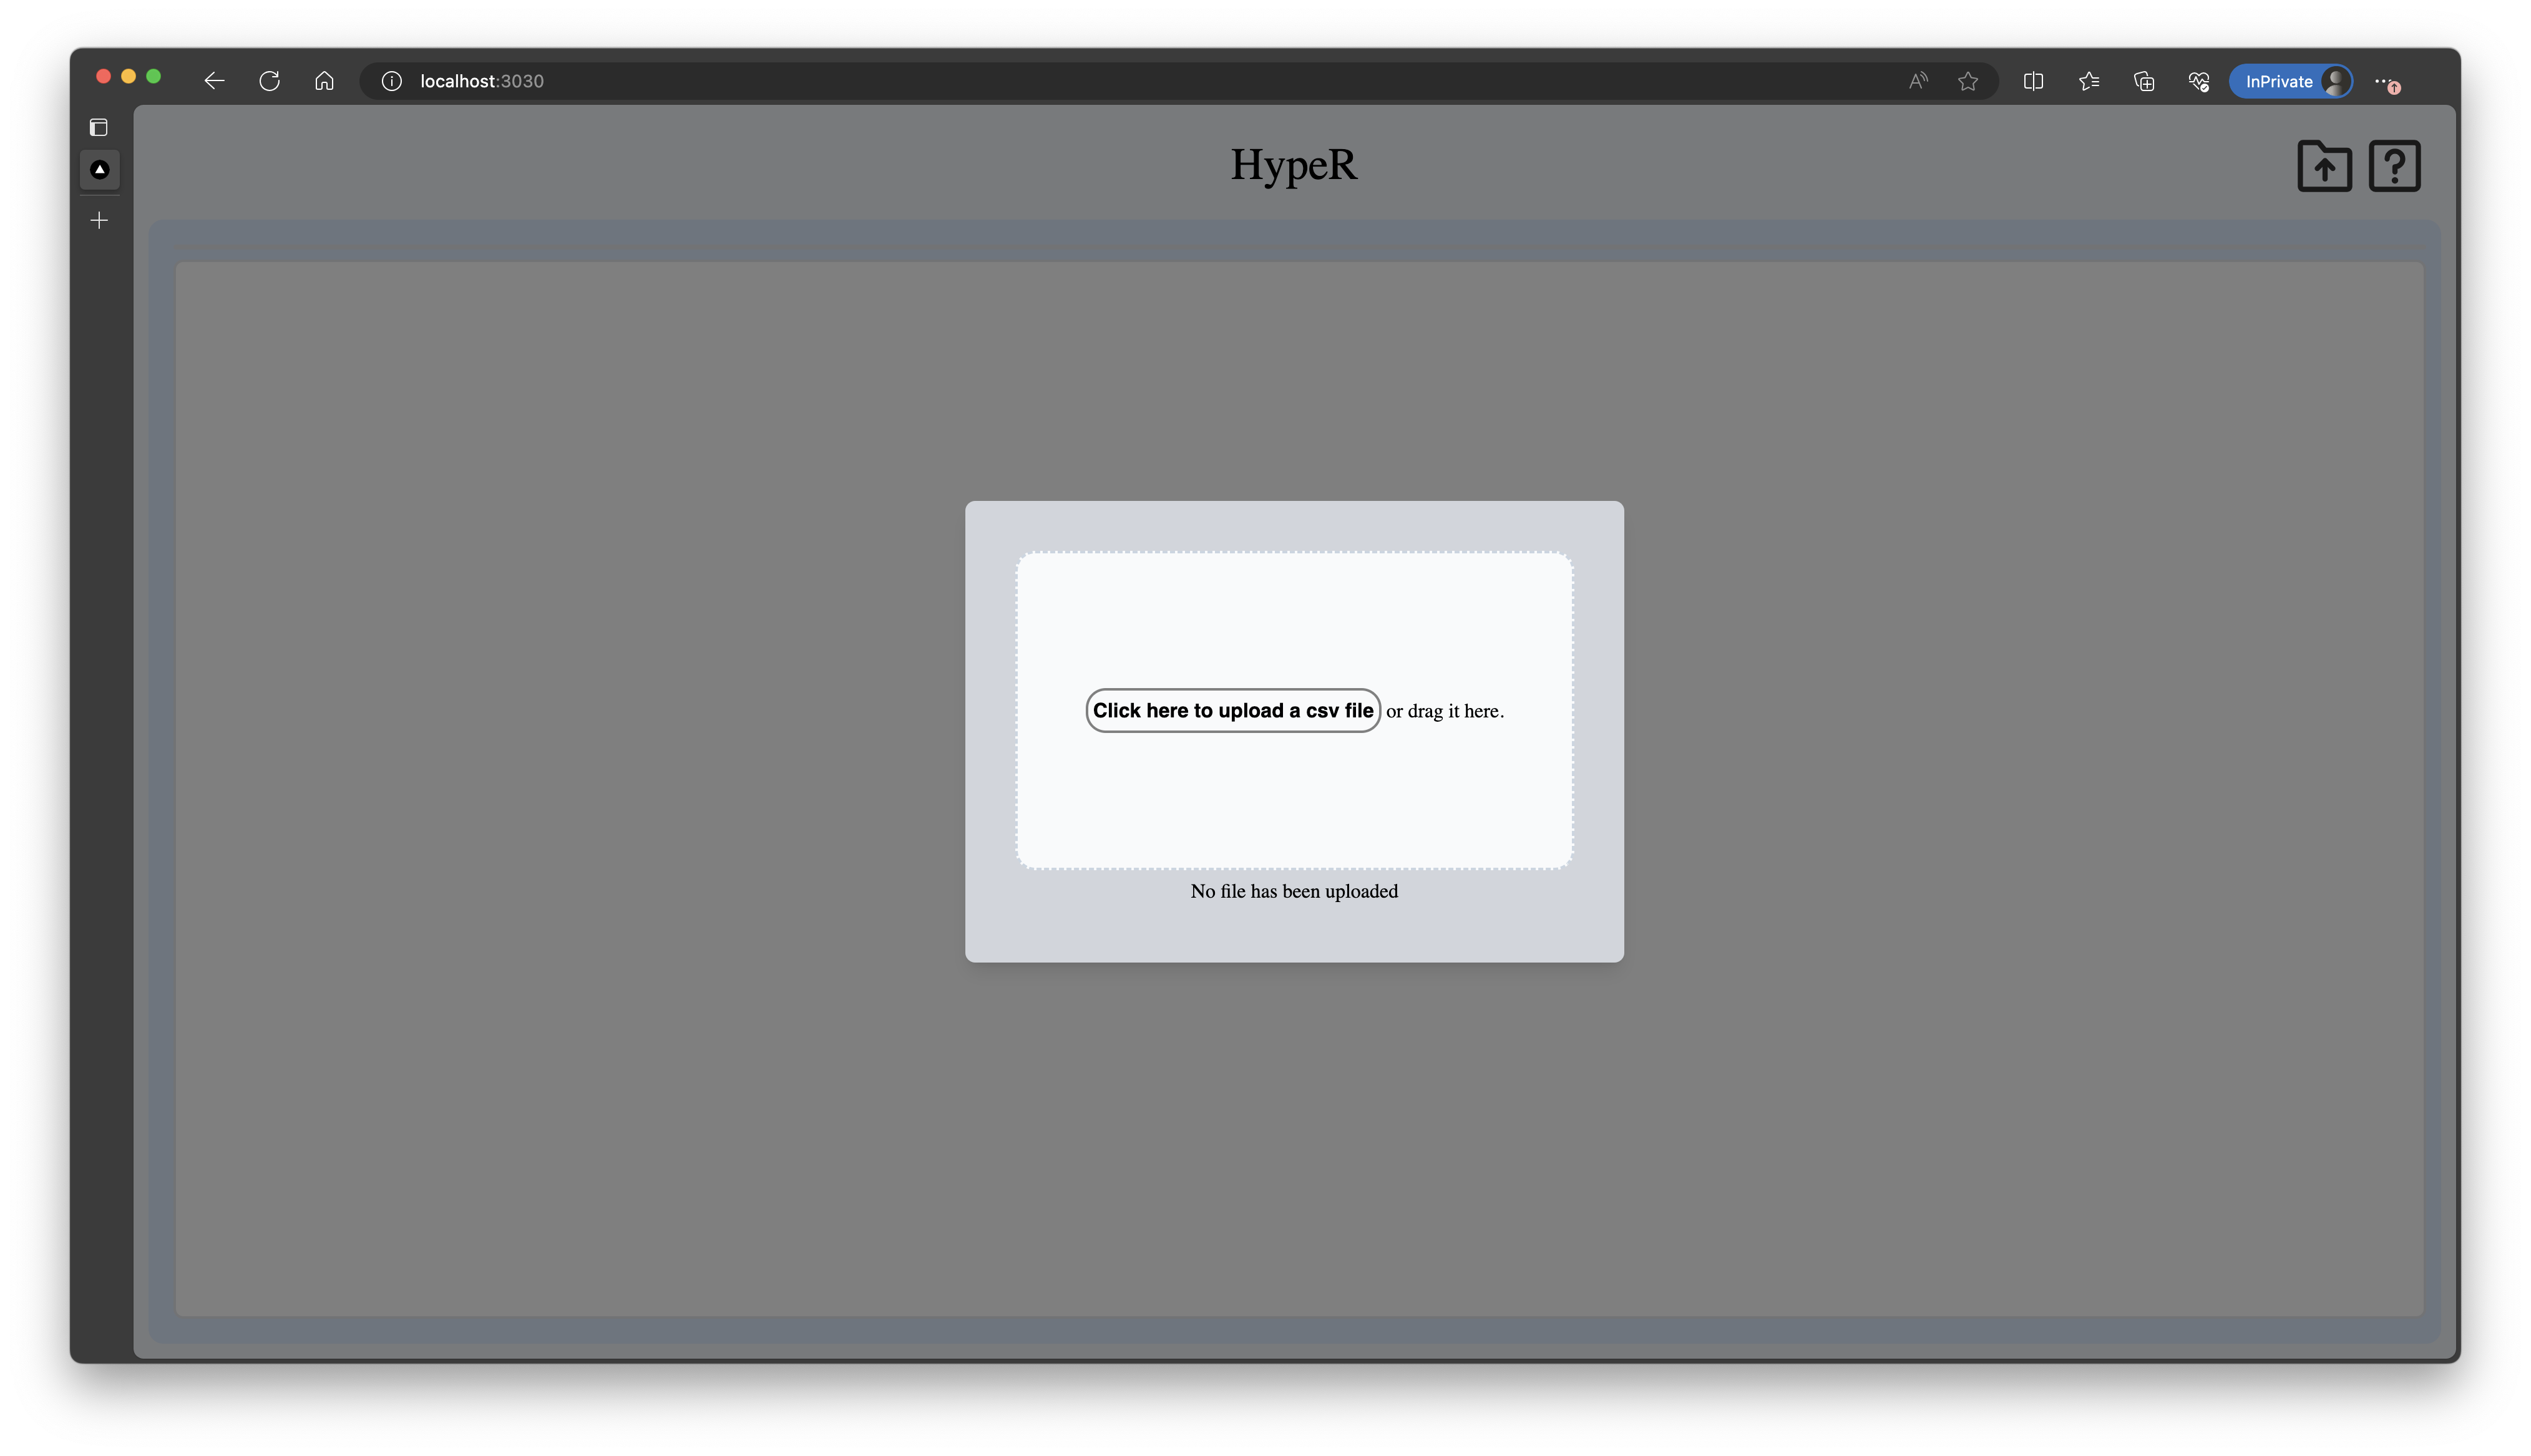 localhost:3030
InPrivate
HypeR
Click here to upload a csv file or drag it here.
No file has been uploaded